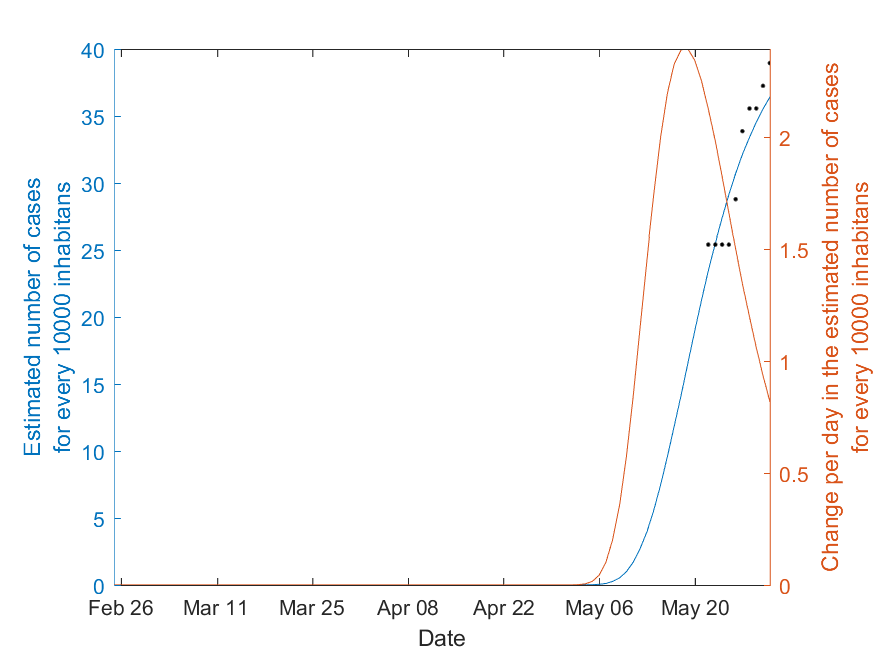 40
35
30
25
20
15
10
5
0
Estimated number of cases
for every 10000 inhabitans
2
1.5
1
0.5
0
Change per day in the estimated number of cases
for every 10000 inhabitans
Feb 26 Mar 11 Mar 25 Apr 08 Apr 22 May 06 May 20
Date